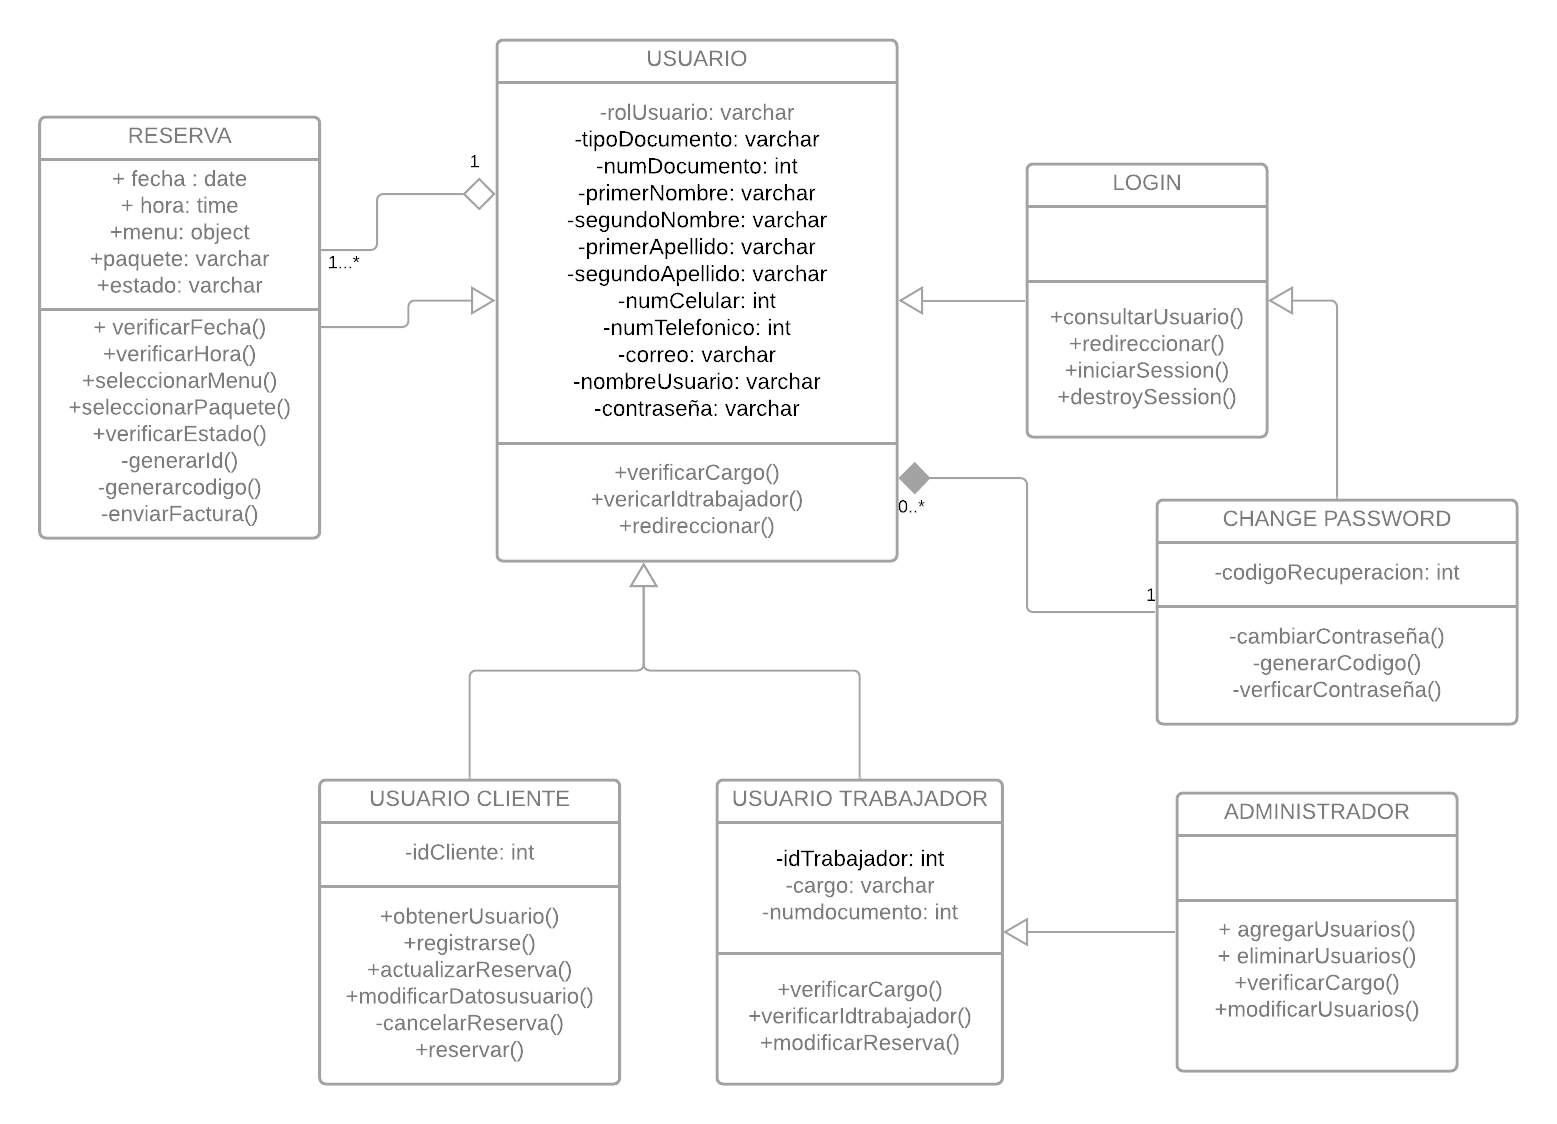 USUARIO
-rolUsuario: varchar
-tipoDocumento: varchar
-numDocumento: int
-primerNombre: varchar
-segundoNombre: varchar
-primerApellido: varchar
-segundoApellido: varchar
-numCelular: int
-numTelefonico: int
-correo: varchar
-nombreUsuario: varchar
-contraseña: varchar
+verificarCargo()
+vericarIdtrabajador()
+redireccionar()
RESERVA
+ fecha : date
+ hora: time
+menu: object
+paquete: varchar
+estado: varchar
+ verificarFecha()
+verificarHora()
+seleccionarMenu()
+seleccionarPaquete()
+verificarEstado()
-generarId()
-generarcodigo()
-enviarFactura()
1
1...*
LOGIN
+consultarUsuario()
+redireccionar()
+iniciarSession()
+destroySession()
0..*
1
CHANGE PASSWORD
-codigoRecuperacion: int
-cambiarContraseña()
-generarCodigo()
-verficarContraseña()
USUARIO CLIENTE
-idCliente: int
+obtenerUsuario()
+registrarse()
+actualizarReserva()
+modificarDatosusuario()
-cancelarReserva()
+reservar()
USUARIO TRABAJADOR
-idTrabajador: int
-cargo: varchar
-numdocumento: int
+verificarCargo()
+verificarIdtrabajador()
+modificarReserva()
ADMINISTRADOR
+ agregarUsuarios()
+ eliminarUsuarios()
+verificarCargo()
+modificarUsuarios()